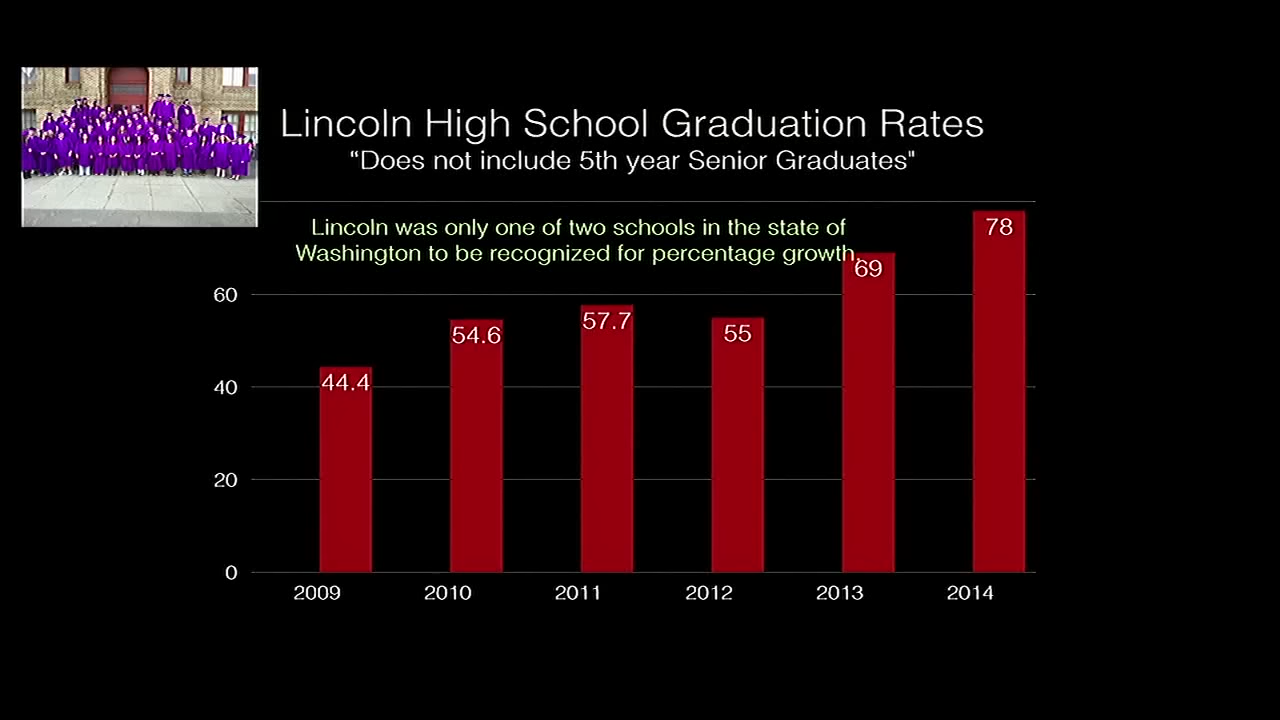 Lincoln High School Graduation Rates
“Does not include 5th year Senior Graduates"
Lincoln was only one of two schools in the state of
Washington to be recognized for percentage growth.
78
69
60
57.7
54.6
55
44.4
40
20
0
2009 2010 2011 2012 2013 2014